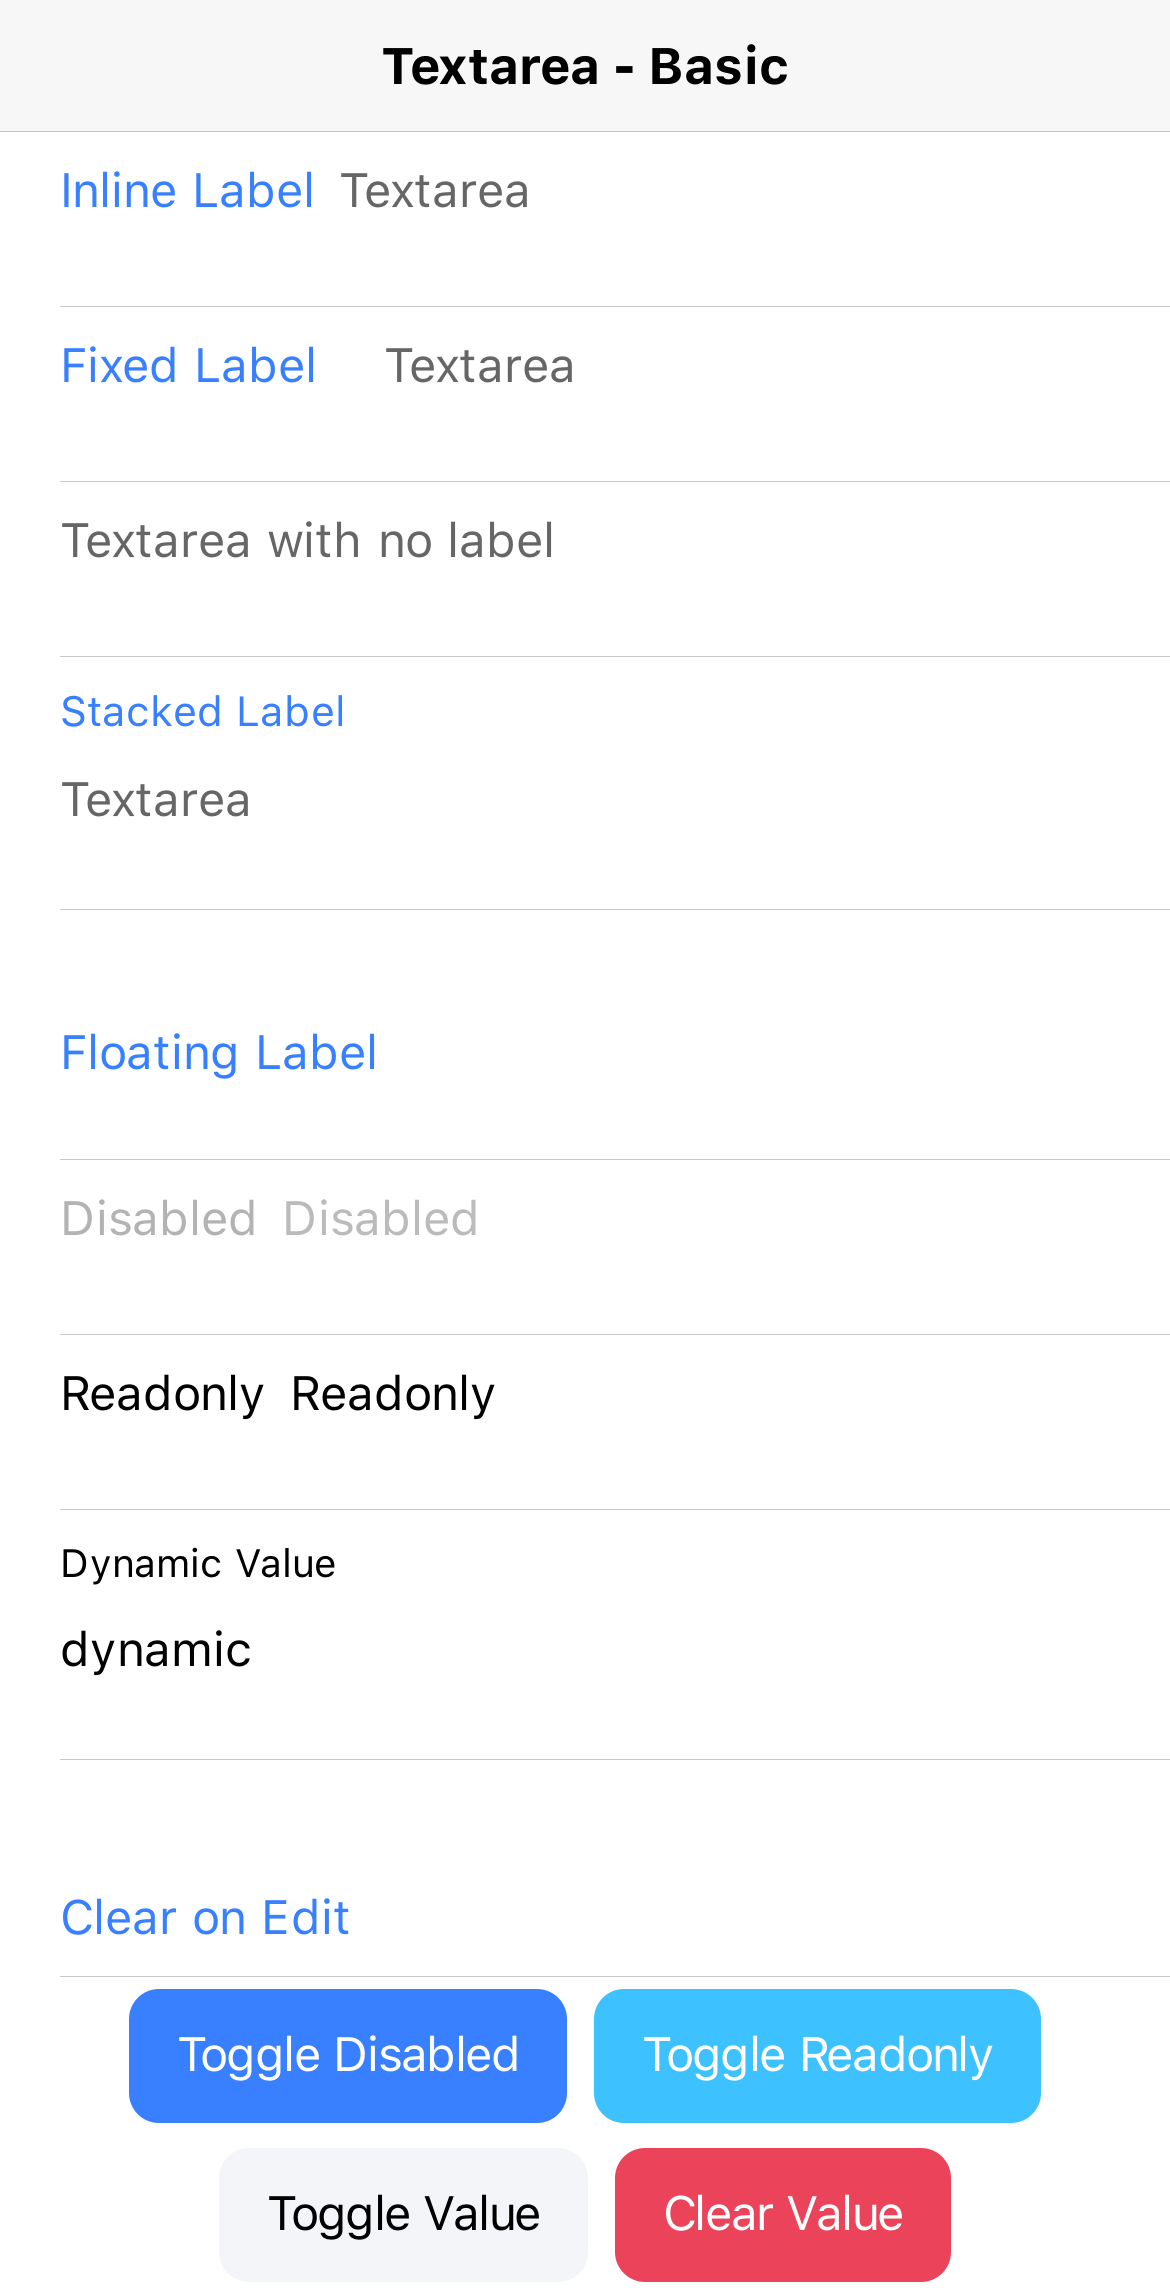 Textarea - Basic
Inline Label Textarea
Fixed Label Textarea
Textarea with no label
Stacked Label
Textarea
Floating Label
Disabled Disabled
Readonly Readonly
Dynamic Value
dynamic
Clear on Edit
Toggle Disabled Toggle Readonly
Toggle Value Clear Value